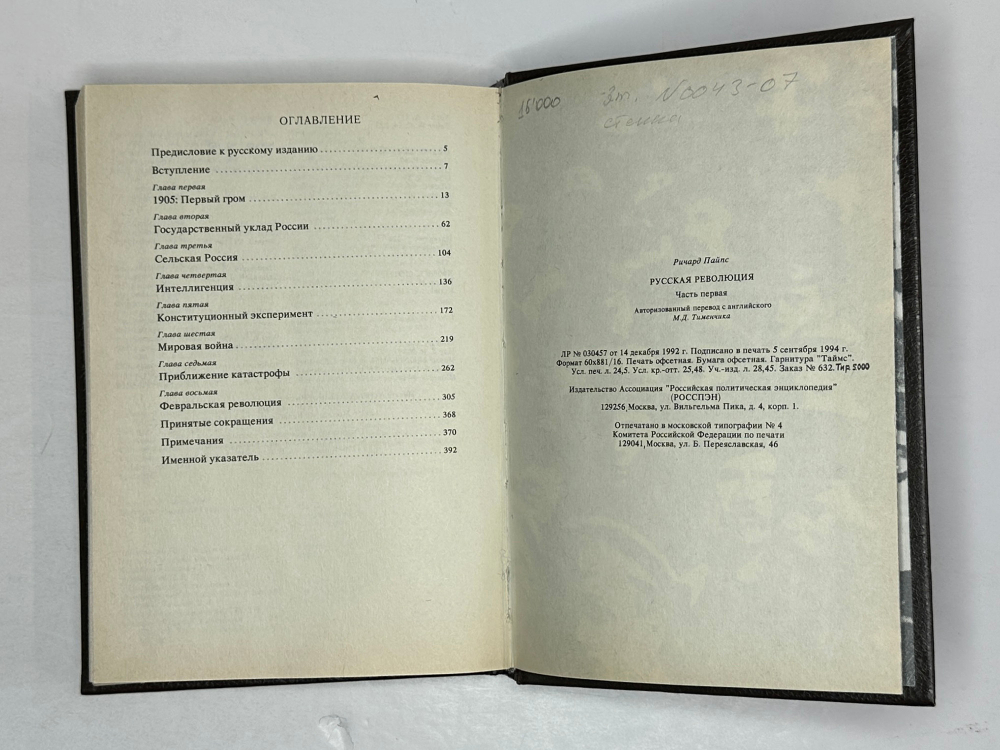 ОГЛАВЛЕНИЕ
Предисловие к русскому изданию 5
Вступление 7
Глава первая
1905: Первый гром 13
Глава вторая
Государственный уклад России 62
Глава третья
Сельская Россия 104
Глава четвертая
Интеллигенция 136
Глава пятая
Конституционный эксперимент 172
Глава шестая
Мировая война 219
Глава седьмая
Приближение катастрофы 262
Глава восьмая
Февральская революция 305
Принятые сокращения 368
Примечания 370
Именной указатель 392
16'000 N0043-07
Ричард Пайпс
РУССКАЯ РЕВОЛЮЦИЯ
Часть первая
Авторизованный перевод с английского
М.Д. Тименчика
ЛР № 030457 от 14 декабря 1992 г. Подписано в печать 5 сентября 1994 г.
Формат 60x881/16. Печать офсетная. Бумага офсетная. Гарнитура "Таймс".
Усл. печ. л. 24,5. Усл. кр.-отт. 25,48. Уч.-изд. л. 28,45. Заказ № 632. Тир 5000
Издательство Ассоциация "Российская политическая энциклопедия"
(РОССПЭН)
129256, Москва, ул. Вильгельма Пика, д. 4, корп. 1.
Отпечатано в московской типографии № 4
Комитета Российской Федерации по печати
129041, Москва, ул. Б. Переяславская, 46